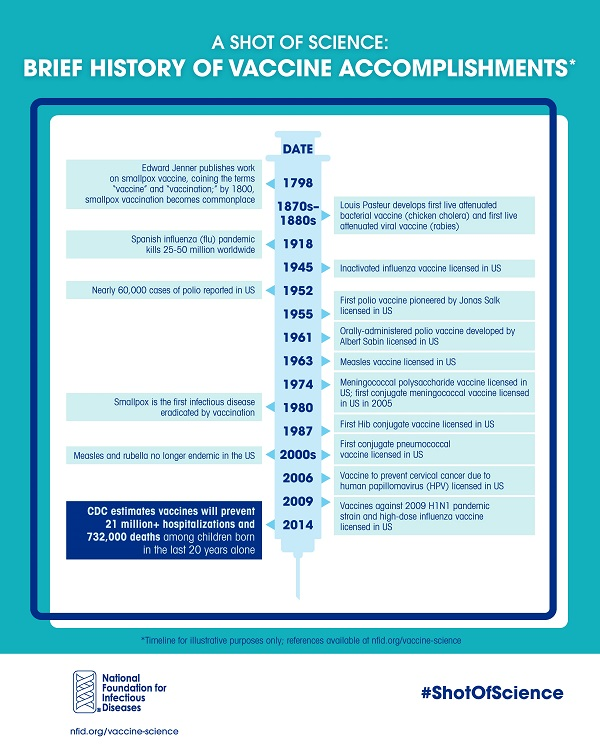 A SHOT OF SCIENCE:
BRIEF HISTORY OF VACCINE ACCOMPLISHMENTS*
DATE
Edward Jenner publishes work
on smallpox vaccine, coining the terms
“vaccine” and “vaccination;” by 1800,
smallpox vaccination becomes commonplace
1798
1870s–
1880s
Louis Pasteur develops first live attenuated
bacterial vaccine (chicken cholera) and first live
attenuated viral vaccine (rabies)
Spanish influenza (flu) pandemic
kills 25-50 million worldwide
1918
1945
Inactivated influenza vaccine licensed in US
Nearly 60,000 cases of polio reported in US
1952
1955
First polio vaccine pioneered by Jonas Salk
licensed in US
1961
Orally-administered polio vaccine developed by
Albert Sabin licensed in US
1963
Measles vaccine licensed in US
1974
Meningococcal polysaccharide vaccine licensed in
US; first conjugate meningococcal vaccine licensed
in US in 2005
Smallpox is the first infectious disease
eradicated by vaccination
1980
1987
First Hib conjugate vaccine licensed in US
Measles and rubella no longer endemic in the US
2000s
First conjugate pneumococcal
vaccine licensed in US
2006
Vaccine to prevent cervical cancer due to
human papillomavirus (HPV) licensed in US
2009
Vaccines against 2009 H1N1 pandemic
strain and high-dose influenza vaccine
licensed in US
CDC estimates vaccines will prevent
21 million+ hospitalizations and
732,000 deaths among children born
in the last 20 years alone
2014
*Timeline for illustrative purposes only; references available at nfid.org/vaccine-science
National
Foundation for
Infectious
Diseases
#ShotOfScience
nfid.org/vaccine-science